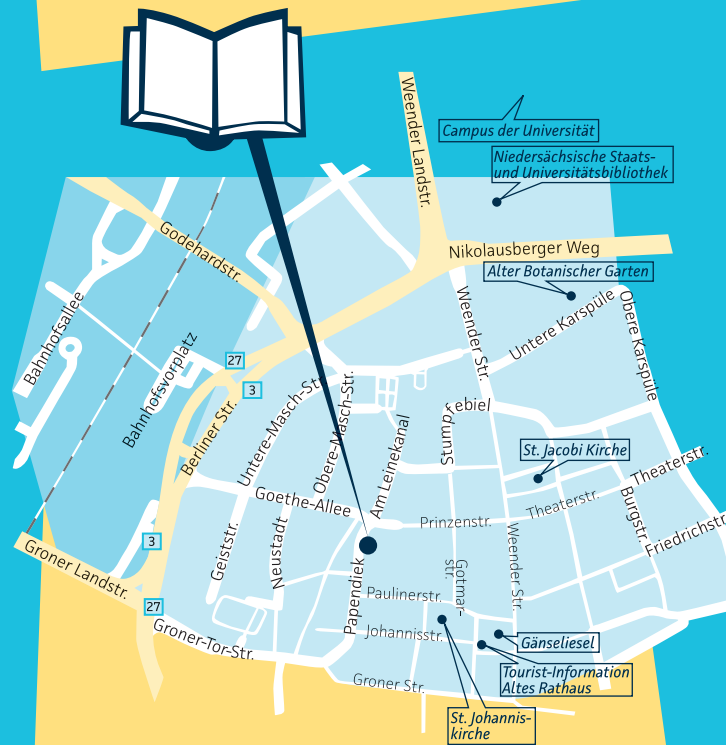 Weender Landstr.
Campus der Universität
Niedersächsische Staats-
und Universitätsbibliothek
Godehardstr.
Nikolausberger Weg
Alter Botanischer Garten
Bahnhofsallee
Weender Str.
Untere Karspüle
Obere Karspüle
Bahnhofsvorplatz
27
3
Berliner Str.
Untere-Masch-Str.
Obere-Masch-Str.
Am Leinekanal
Stumpfebiel
St. Jacobi Kirche
Theaterstr.
Goethe-Allee
Prinzenstr.
Theaterstr.
Burgstr.
Friedrichstr.
3
Geiststr.
Neustadt
Weender Str.
Groner Landstr.
Papendiek
Gotmar-
str.
Paulinerstr.
27
Groner-Tor-Str.
Johannisstr.
Gänseliesel
Tourist-Information
Altes Rathaus
Groner Str.
St. Johannis-
kirche